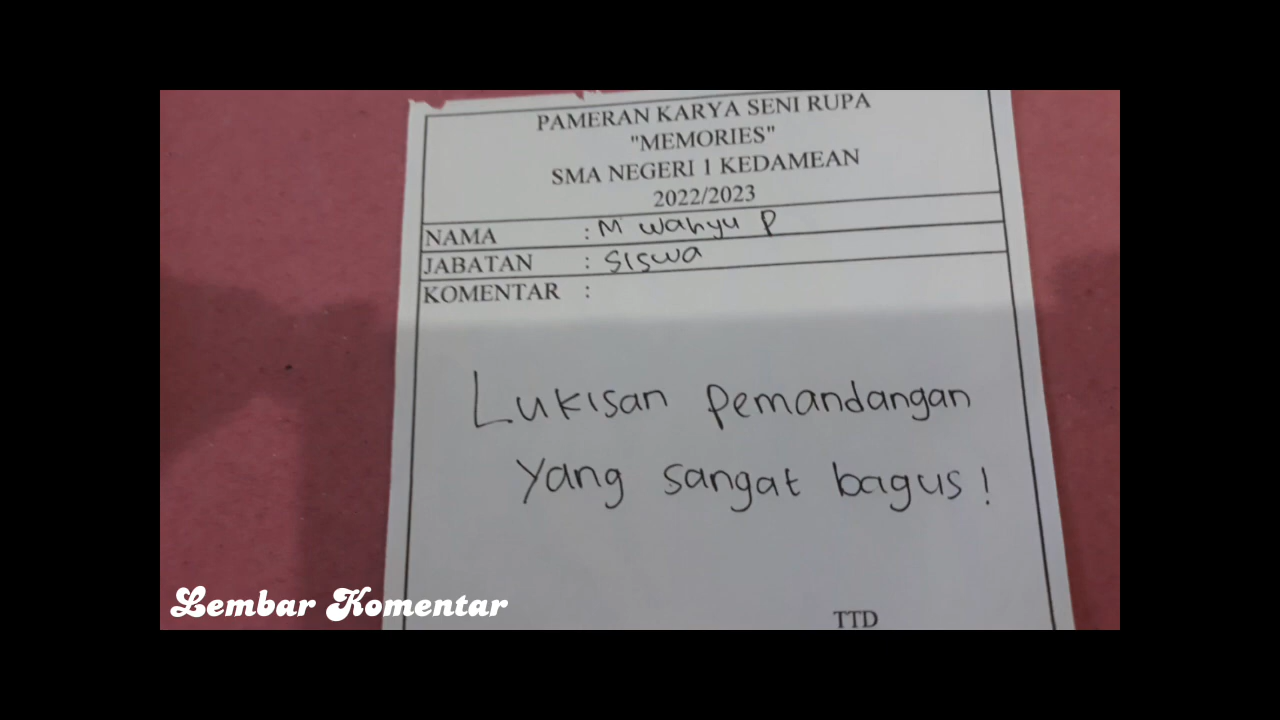 PAMERAN KARYA SENI RUPA
"MEMORIES"
SMA NEGERI 1 KEDAMEAN
2022/2023
NAMA : M Wahyu P
JABATAN : Siswa
KOMENTAR :
Lukisan pemandangan
yang sangat bagus!
TTD
Lembar Komentar